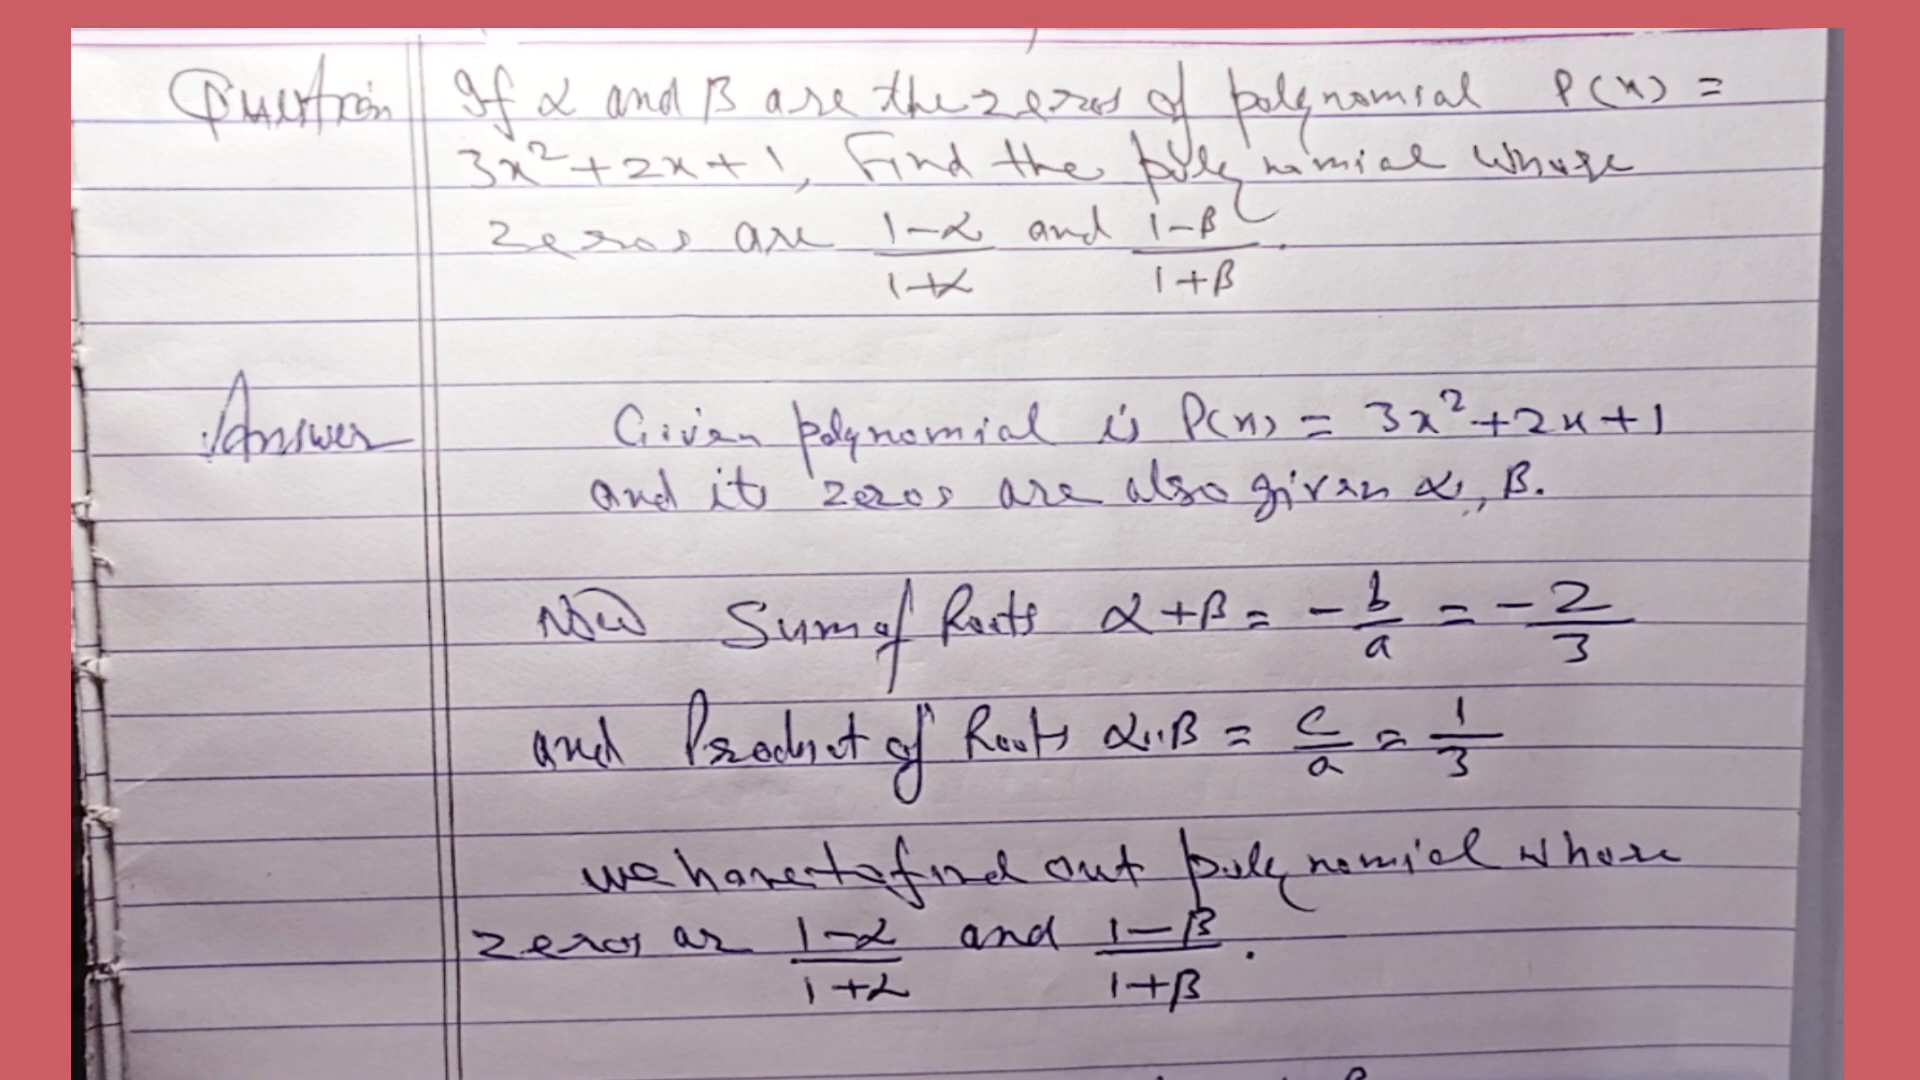 Question If α and β are the zeros of polynomial P(x) =
3x²+2x+1, Find the polynomial whose
zeros are (1-α)/(1+α) and (1-β)/(1+β).
Answer Given polynomial is P(x) = 3x²+2x+1
and its zeros are also given α, β.
Now Sum of Roots α+β = -b/a = -2/3
and Product of Roots α.β = c/a = 1/3
we have to find out polynomial whose
zeros ar (1-α)/(1+α) and (1-β)/(1+β).